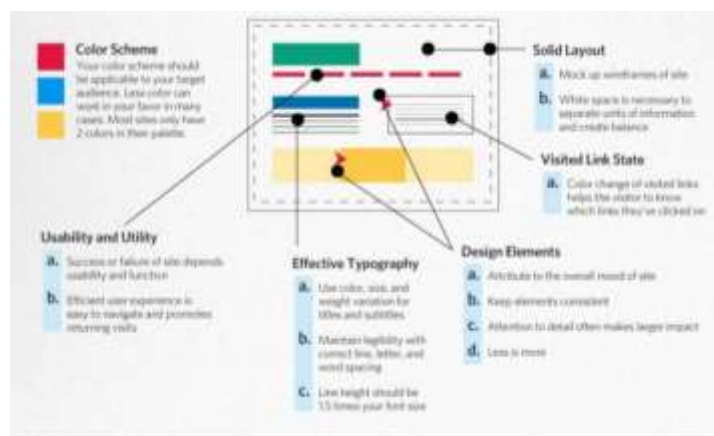 Color Scheme
Your color scheme should
be applicable to your target
audience. Less color can
work in your favor in many
cases. Most sites only have
2 colors in their palette.
Solid Layout
a. Mock up wireframes of site
b. White space is necessary to
separate units of information
and create balance
Visited Link State
a. Color change of visited links
helps the visitor to know
which links they've clicked on
Usability and Utility
a. Success or failure of site depends
usability and function
b. Efficient user experience is
easy to navigate and promotes
returning visits
Effective Typography
a. Use color, size, and
weight variation for
titles and subtitles
b. Maintain legibility with
correct line, letter, and
word spacing
c. Line height should be
1.5 times your font size
Design Elements
a. Attribute to the overall mood of site
b. Keep elements consistent
c. Attention to detail often makes larger impact
d. Less is more